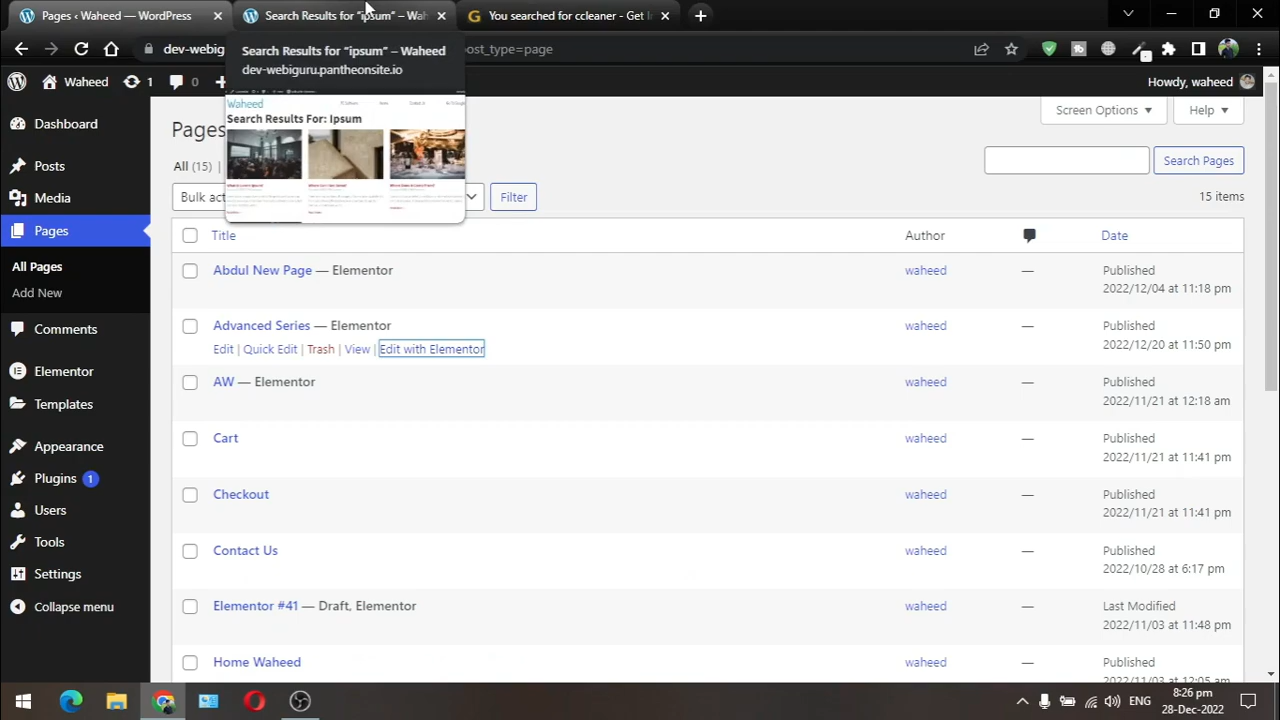 Pages ‹ Waheed — WordPress
Search Results for “ipsum” – Wah
You searched for ccleaner - Get I
dev-webig
post_type=page
Search Results for “ipsum” – Waheed
dev-webiguru.pantheonsite.io
Waheed
1
0
Howdy, waheed
Waheed
Search Results For: Ipsum
Dashboard
Posts
Pages
All Pages
Add New
Comments
Elementor
Templates
Appearance
Plugins 1
Users
Tools
Settings
Collapse menu
Pages
Screen Options
Help
All (15) |
Search Pages
Bulk act
Filter
items
Title
Author
Date
Abdul New Page — Elementor
waheed
—
Published
2022/12/04 at 11:18 pm
Advanced Series — Elementor
Edit | Quick Edit | Trash | View | Edit with Elementor
waheed
—
Published
2022/12/20 at 11:50 pm
AW — Elementor
waheed
—
Published
2022/11/21 at 12:18 am
Cart
waheed
—
Published
2022/11/21 at 11:41 pm
Checkout
waheed
—
Published
2022/11/21 at 11:41 pm
Contact Us
waheed
—
Published
2022/10/28 at 6:17 pm
Elementor #41 — Draft, Elementor
waheed
—
Last Modified
2022/11/03 at 11:48 pm
Home Waheed
waheed
—
Published
2022/11/03 at 12:05 am
ENG
8:26 pm
28-Dec-2022